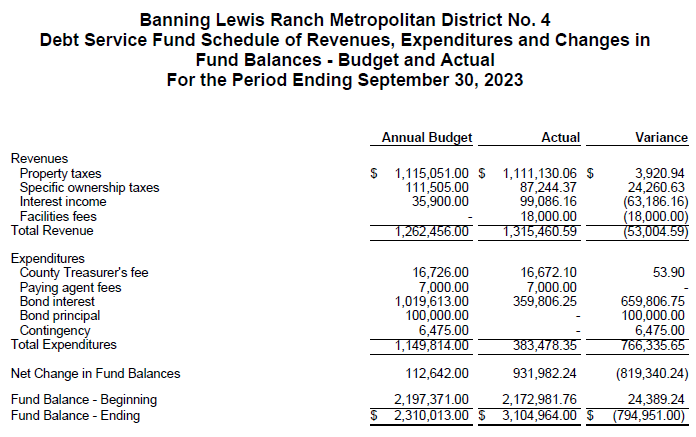 Banning Lewis Ranch Metropolitan District No. 4
Debt Service Fund Schedule of Revenues, Expenditures and Changes in
Fund Balances - Budget and Actual
For the Period Ending September 30, 2023
Annual Budget Actual Variance
Revenues
Property taxes $ 1,115,051.00 $ 1,111,130.06 $ 3,920.94
Specific ownership taxes 111,505.00 87,244.37 24,260.63
Interest income 35,900.00 99,086.16 (63,186.16)
Facilities fees - 18,000.00 (18,000.00)
Total Revenue 1,262,456.00 1,315,460.59 (53,004.59)
Expenditures
County Treasurer's fee 16,726.00 16,672.10 53.90
Paying agent fees 7,000.00 7,000.00 -
Bond interest 1,019,613.00 359,806.25 659,806.75
Bond principal 100,000.00 - 100,000.00
Contingency 6,475.00 - 6,475.00
Total Expenditures 1,149,814.00 383,478.35 766,335.65
Net Change in Fund Balances 112,642.00 931,982.24 (819,340.24)
Fund Balance - Beginning 2,197,371.00 2,172,981.76 24,389.24
Fund Balance - Ending $ 2,310,013.00 $ 3,104,964.00 $ (794,951.00)